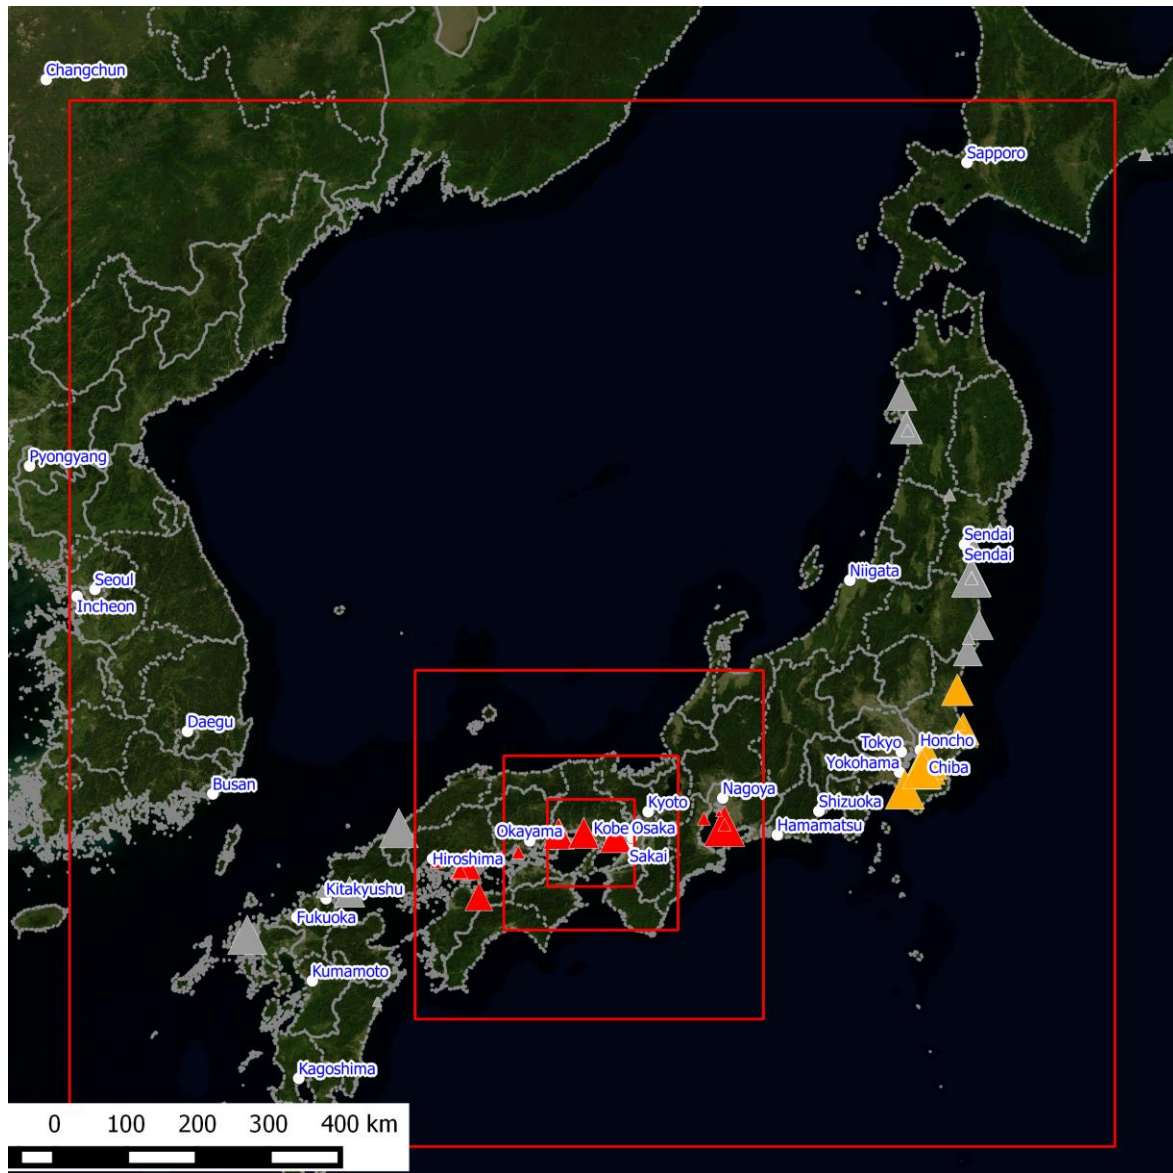 Changchun
Sapporo
Pyongyang
Sendai
Sendai
Seoul
Niigata
Incheon
Daegu
Tokyo
Honcho
Yokohama
Chiba
Busan
Nagoya
Kyoto
Shizuoka
Okayama
Kobe
Osaka
Hamamatsu
Sakai
Hiroshima
Kitakyushu
Fukuoka
Kumamoto
Kagoshima
0 100 200 300 400 km